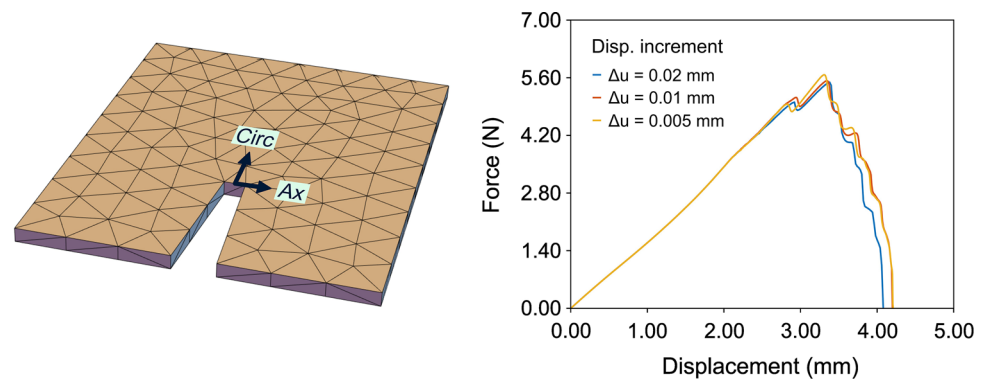 Circ
Ax
Disp. increment
Δu = 0.02 mm
Δu = 0.01 mm
Δu = 0.005 mm
Force (N)
7.00
5.60
4.20
2.80
1.40
0.00
0.00 1.00 2.00 3.00 4.00 5.00
Displacement (mm)